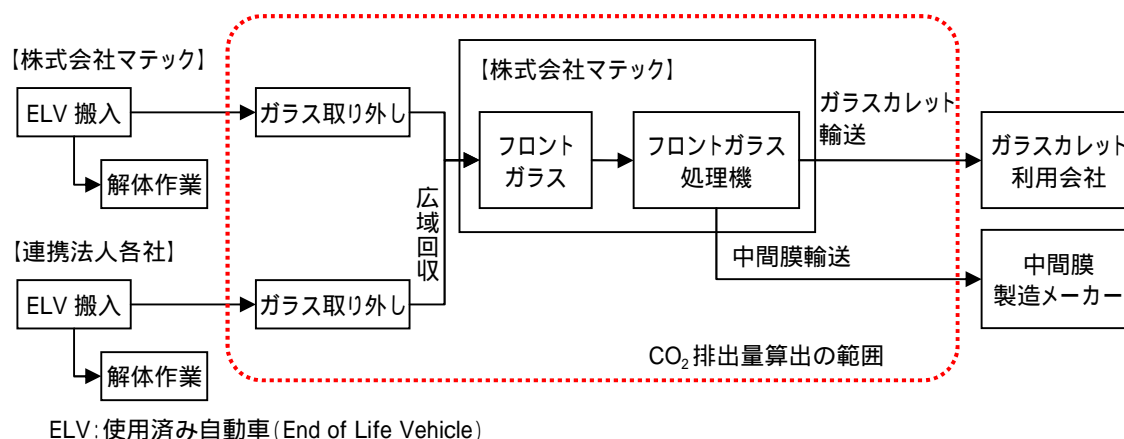 【株式会社マテック】
ELV 搬入
解体作業
【連携法人各社】
ELV 搬入
解体作業
ガラス取り外し
ガラス取り外し
広域回収
【株式会社マテック】
フロント
ガラス
フロントガラス
処理機
ガラスカレット
輸送
中間膜輸送
ガラスカレット
利用会社
中間膜
製造メーカー
CO₂排出量算出の範囲
ELV:使用済み自動車(End of Life Vehicle)